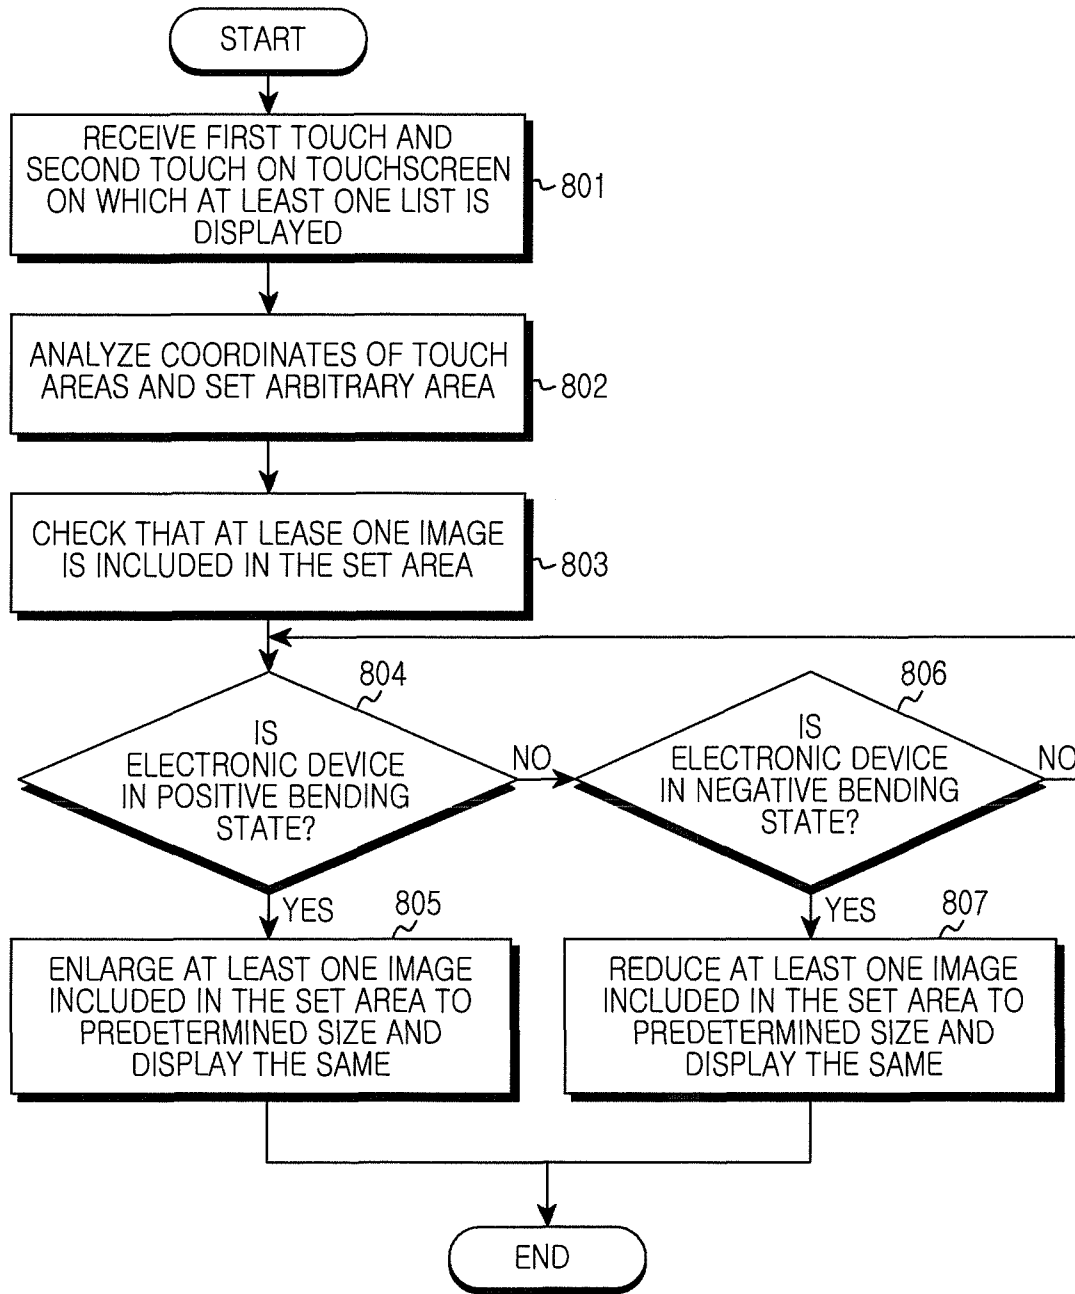 START
RECEIVE FIRST TOUCH AND
SECOND TOUCH ON TOUCHSCREEN
ON WHICH AT LEAST ONE LIST IS
DISPLAYED
801
ANALYZE COORDINATES OF TOUCH
AREAS AND SET ARBITRARY AREA
802
CHECK THAT AT LEASE ONE IMAGE
IS INCLUDED IN THE SET AREA
803
804
IS
ELECTRONIC DEVICE
IN POSITIVE BENDING
STATE?
NO
806
IS
ELECTRONIC DEVICE
IN NEGATIVE BENDING
STATE?
NO
YES
805
ENLARGE AT LEAST ONE IMAGE
INCLUDED IN THE SET AREA TO
PREDETERMINED SIZE AND
DISPLAY THE SAME
YES
807
REDUCE AT LEAST ONE IMAGE
INCLUDED IN THE SET AREA TO
PREDETERMINED SIZE AND
DISPLAY THE SAME
END